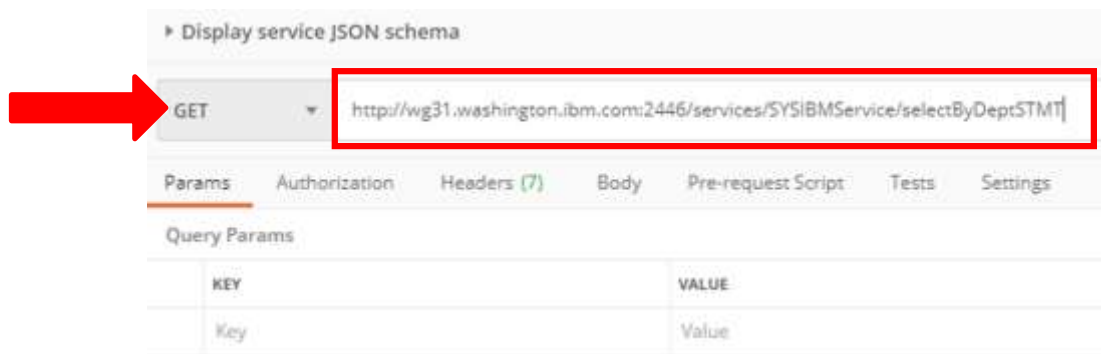 Display service JSON schema
GET http://wg31.washington.ibm.com:2446/services/SYSIBMService/selectByDeptSTMT
Params Authorization Headers (7) Body Pre-request Script Tests Settings
Query Params
KEY VALUE
Key Value